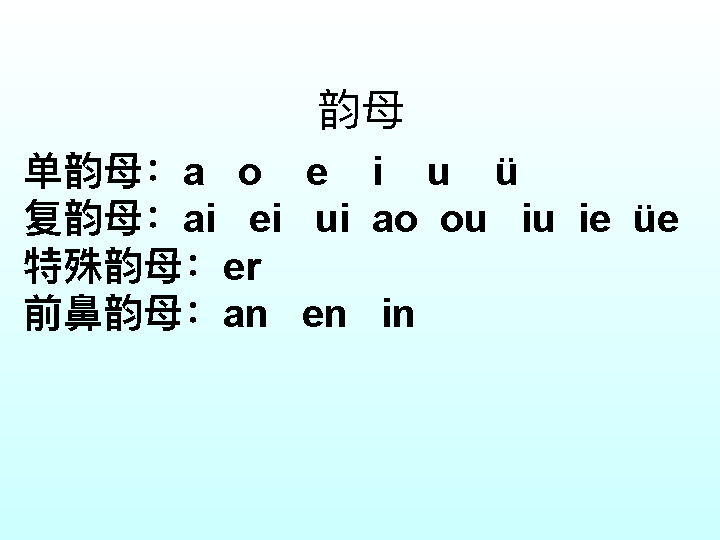 韵母
单韵母：a o e i u ü
复韵母：ai ei ui ao ou iu ie üe
特殊韵母：er
前鼻韵母：an en in